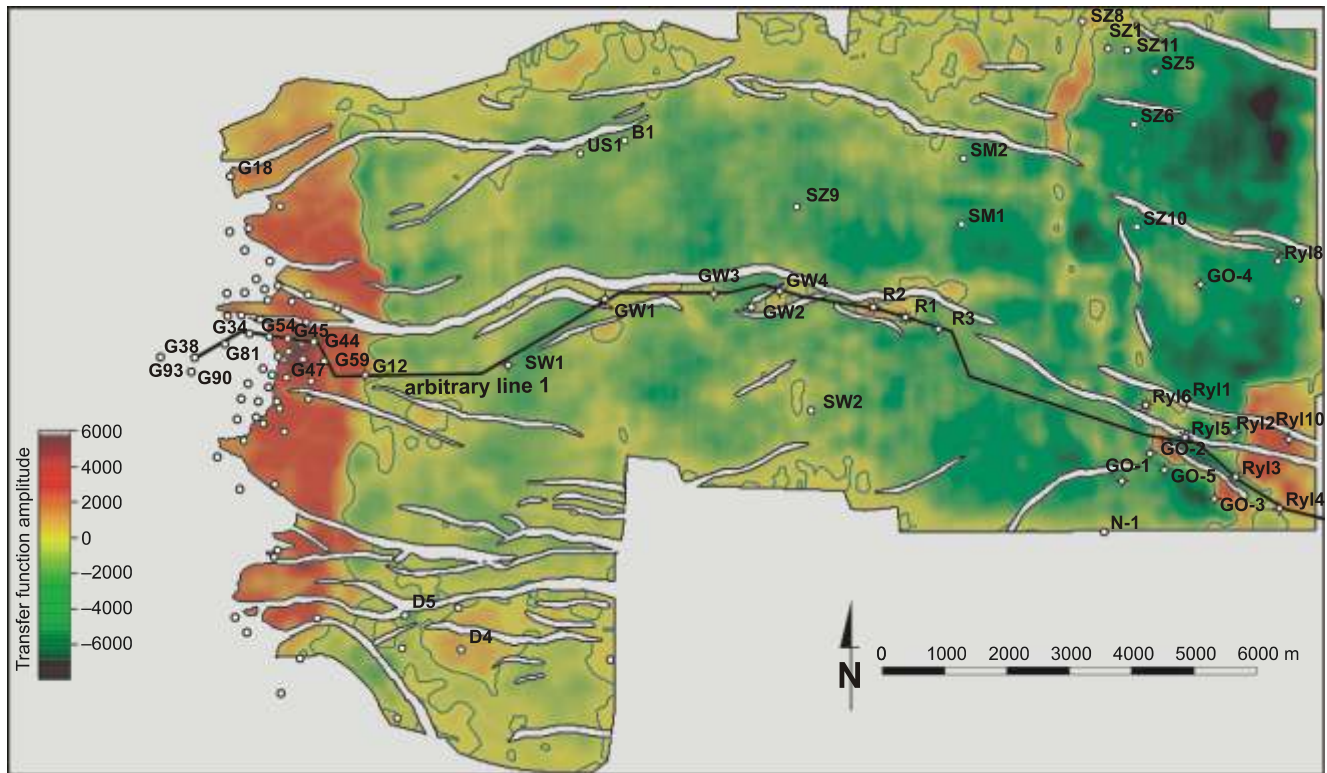 SZ8
SZ1
SZ11
SZ5
SZ6
B1
US1
SM2
G18
SZ9
SM1
SZ10
Ryl8
GW3
GW4
GO-4
GW1
GW2
R2
R1
R3
G34
G54
G45
G38
G81
G44
G93
G90
G47
G59
G12
SW1
arbitrary line 1
SW2
Ryl6
Ryl1
Ryl5
Ryl2
Ryl10
GO-2
GO-1
GO-5
Ryl3
GO-3
Ryl4
N-1
Transfer function amplitude
6000
4000
2000
0
−2000
−4000
−6000
D5
D4
N
0 1000 2000 3000 4000 5000 6000 m